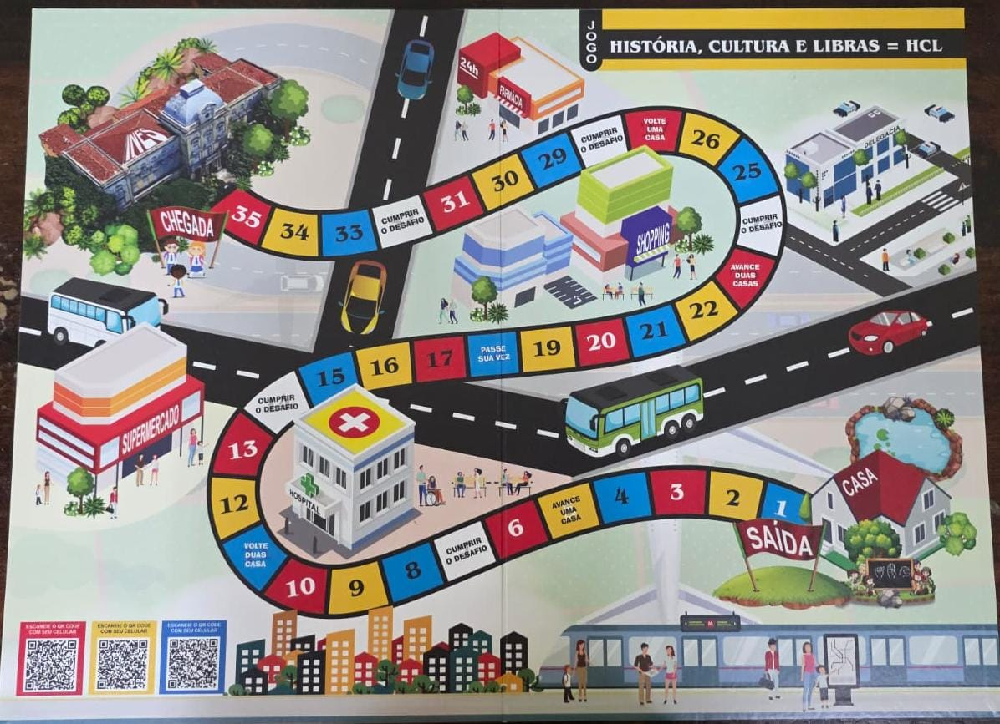 JOGO
HISTÓRIA, CULTURA E LIBRAS = HCL
24h
FARMÁCIA
DELEGACIA
INES
CHEGADA
35
34
33
CUMPRIR
O DESAFIO
31
30
29
CUMPRIR
O DESAFIO
VOLTE
UMA
CASA
26
25
CUMPRIR
O DESAFIO
AVANCE
DUAS
CASAS
22
21
20
19
PASSE
SUA VEZ
17
16
15
CUMPRIR
O DESAFIO
13
12
VOLTE
DUAS
CASA
10
9
8
CUMPRIR
O DESAFIO
6
AVANCE
UMA
CASA
4
3
2
1
SHOPPING
SUPERMERCADO
HOSPITAL
CASA
SAÍDA
ESCANEIE O QR CODE
COM SEU CELULAR
ESCANEIE O QR CODE
COM SEU CELULAR
ESCANEIE O QR CODE
COM SEU CELULAR
M